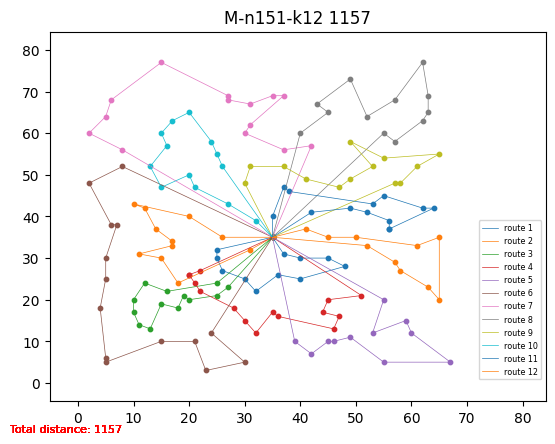 M-n151-k12 1157
80
70
60
50
40
30
20
10
0
0 10 20 30 40 50 60 70 80
route 1
route 2
route 3
route 4
route 5
route 6
route 7
route 8
route 9
route 10
route 11
route 12
Total distance: 1157